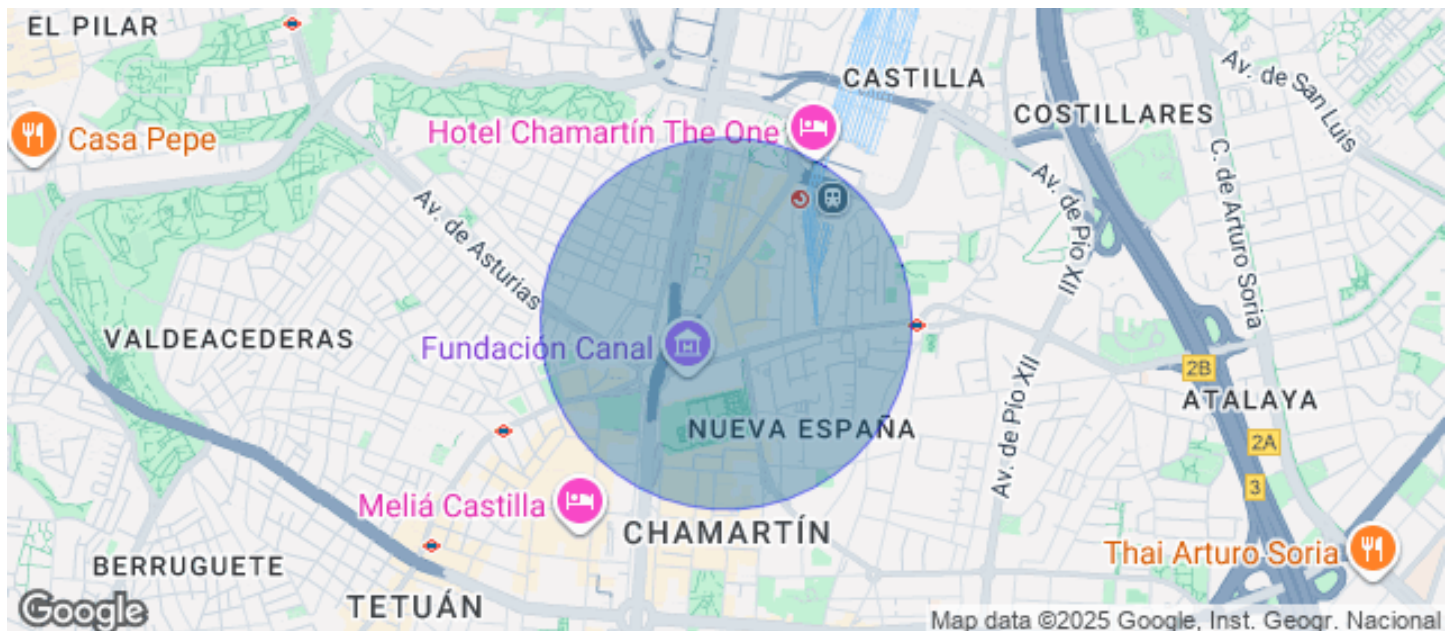 EL PILAR
CASTILLA
Av. de San Luis
COSTILLARES
Hotel Chamartín The One
Casa Pepe
C. de Arturo Soria
Av. de Pío XII
Av. de Asturias
VALDEACEDERAS
Fundación Canal
2B
Av. de Pío XII
ATALAYA
NUEVA ESPAÑA
2A
3
Meliá Castilla
CHAMARTÍN
Thai Arturo Soria
BERRUGUETE
TETUÁN
Google
Map data ©2025 Google, Inst. Geogr. Nacional